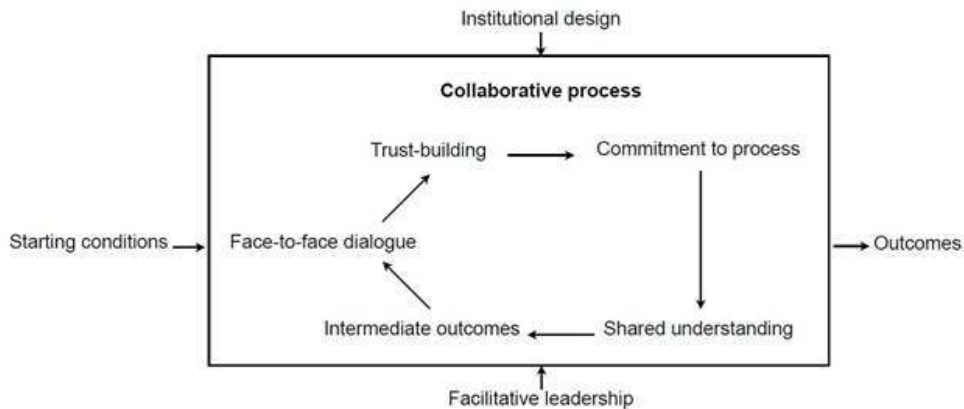 Institutional design
Collaborative process
Trust-building
Commitment to process
Starting conditions
Face-to-face dialogue
Outcomes
Intermediate outcomes
Shared understanding
Facilitative leadership